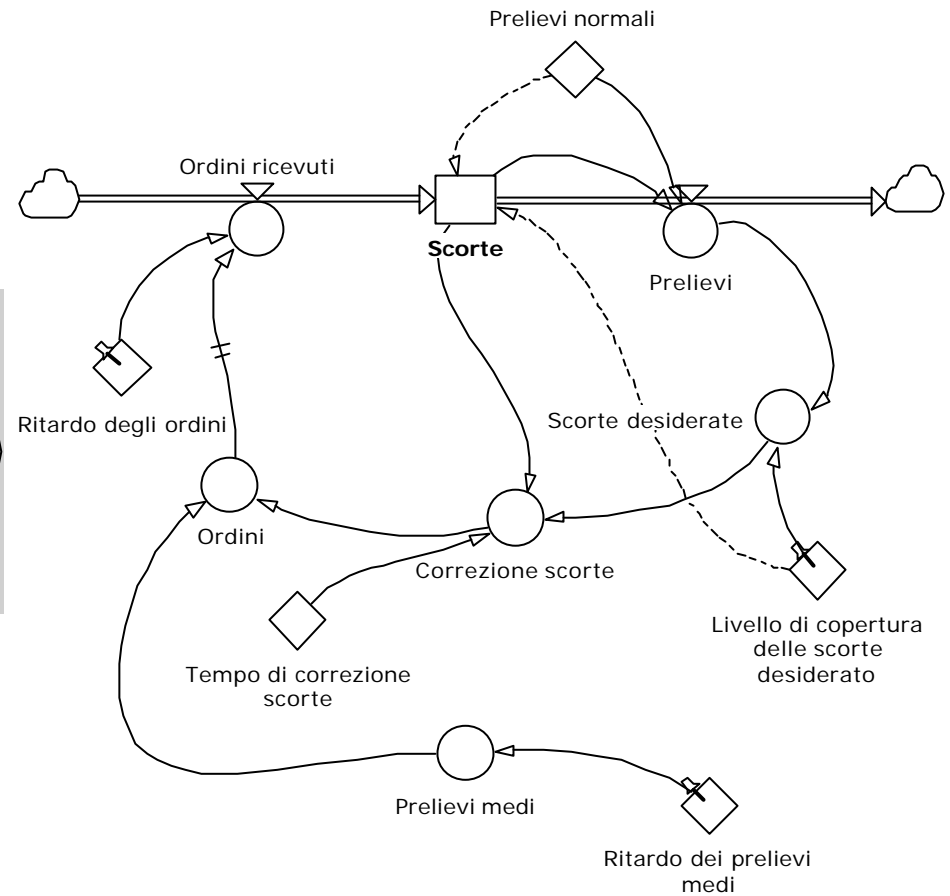 Prelievi normali
Ordini ricevuti
Scorte
Prelievi
Ritardo degli ordini
Scorte desiderate
Ordini
Correzione scorte
Livello di copertura
delle scorte
desiderato
Tempo di correzione
scorte
Prelievi medi
Ritardo dei prelievi
medi